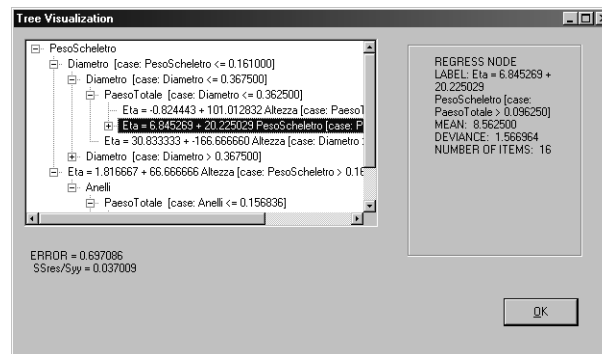 Tree Visualization
PesoScheletro
Diametro [case: PesoScheletro <= 0.161000]
Diametro [case: Diametro <= 0.367500]
PaesoTotale [case: Diametro <= 0.362500]
Eta = -0.824443 + 101.012832 Altezza [case: PaesoT
Eta = 6.845269 + 20.225029 PesoScheletro [case: P
Eta = 30.833333 + -166.666660 Altezza [case: Diametro >
Diametro [case: Diametro > 0.367500]
Eta = 1.816667 + 66.666666 Altezza [case: PesoScheletro > 0.16
Anelli
PaesoTotale [case: Anelli <= 0.156836]
REGRESS NODE
LABEL: Eta = 6.845269 +
20.225029
PesoScheletro [case:
PaesoTotale > 0.096250]
MEAN: 8.562500
DEVIANCE: 1.566964
NUMBER OF ITEMS: 16
ERROR = 0.697086
SSres/Syy = 0.037009
OK